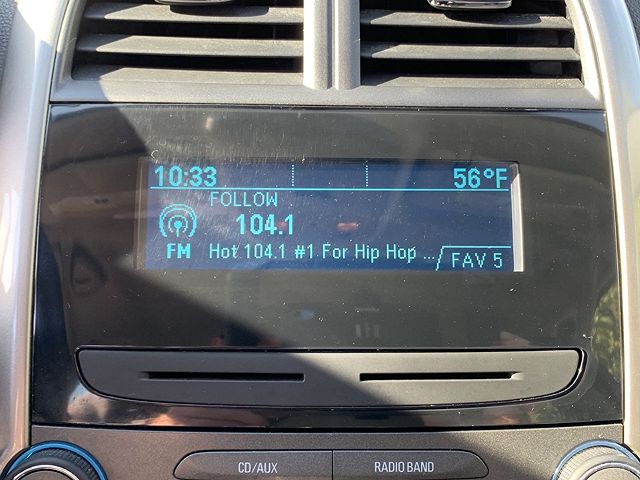 10:33 56°F
FOLLOW
104.1
FM Hot 104.1 #1 For Hip Hop ... FAV 5
CD/AUX RADIO BAND